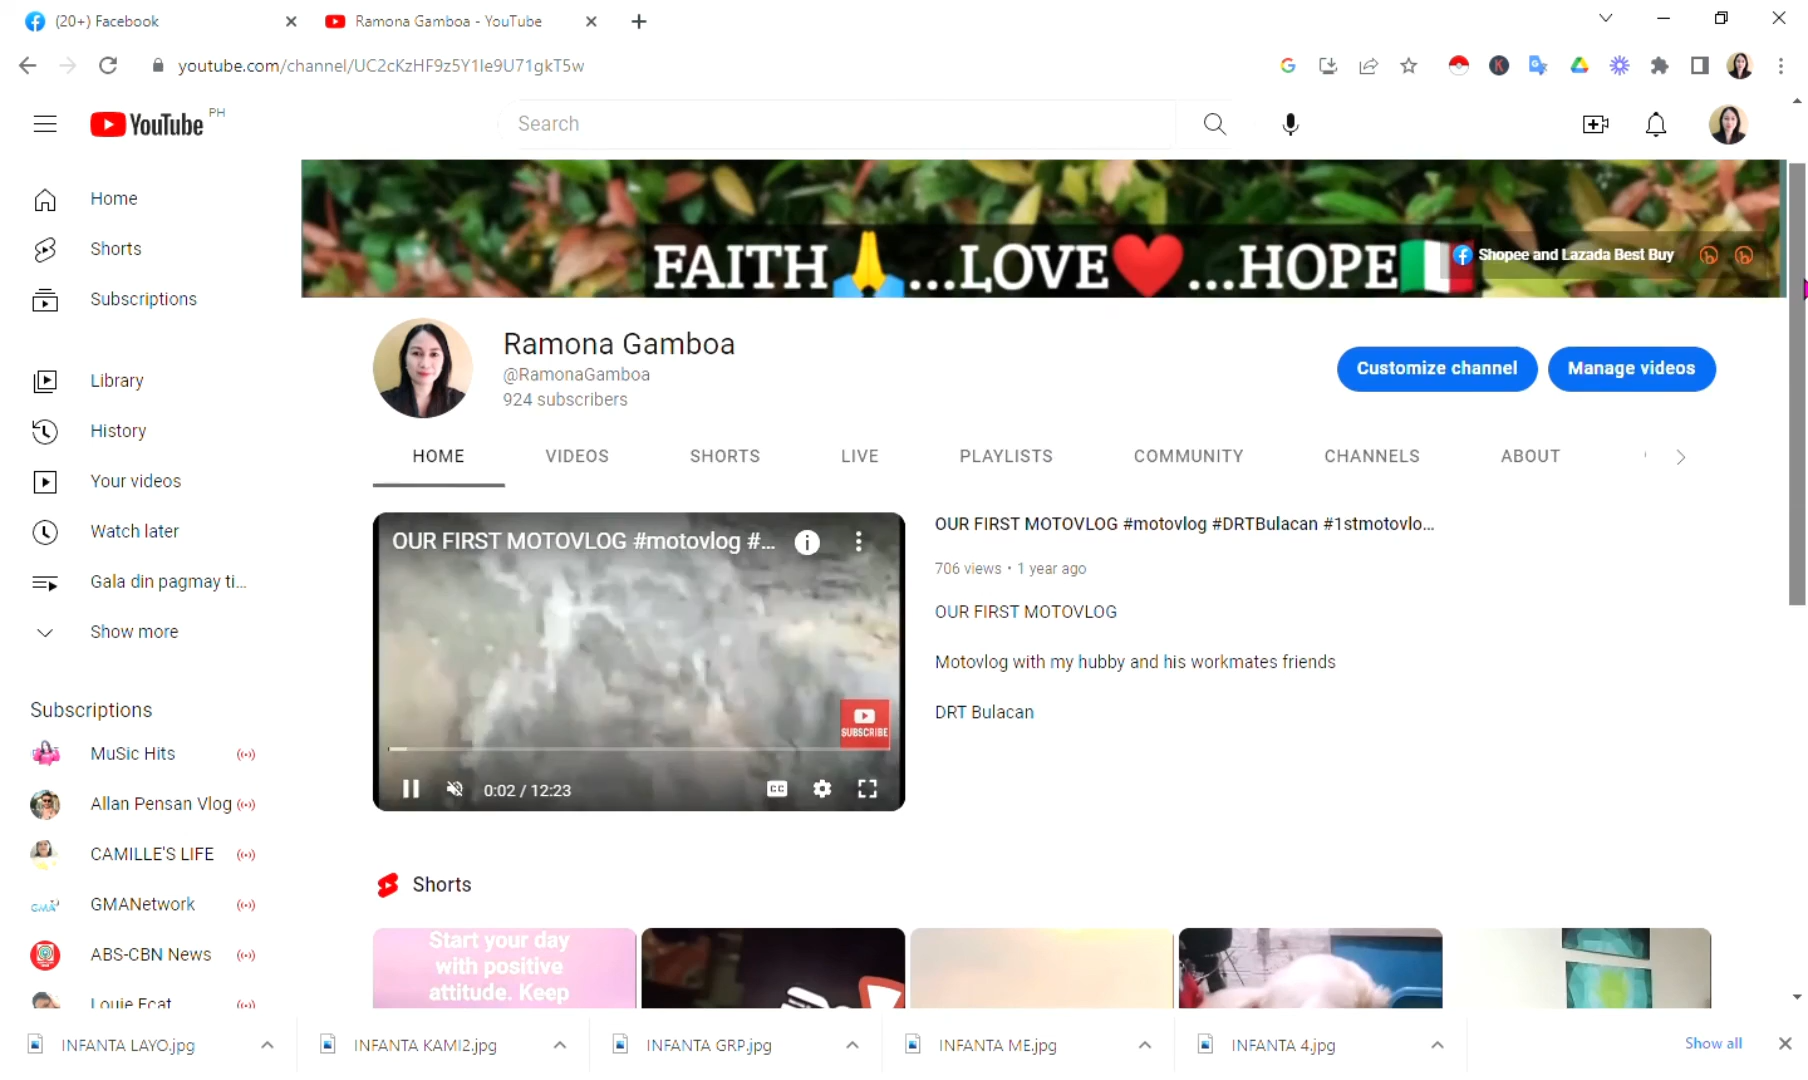 (20+) Facebook
Ramona Gamboa - YouTube
youtube.com/channel/UC2cKzHF9z5Y1Ie9U71gkT5w
YouTube PH
Search
Home
Shorts
Subscriptions
Library
History
Your videos
Watch later
Gala din pagmay ti...
Show more
Subscriptions
MuSic Hits
Allan Pensan Vlog
CAMILLE'S LIFE
GMANetwork
ABS-CBN News
Louie Ecat
FAITH🙏...LOVE❤...HOPE
Shopee and Lazada Best Buy
Ramona Gamboa
@RamonaGamboa
924 subscribers
Customize channel
Manage videos
HOME VIDEOS SHORTS LIVE PLAYLISTS COMMUNITY CHANNELS ABOUT
OUR FIRST MOTOVLOG #motovlog #...
SUBSCRIBE
0:02 / 12:23
CC
OUR FIRST MOTOVLOG #motovlog #DRTBulacan #1stmotovlo...
706 views • 1 year ago
OUR FIRST MOTOVLOG
Motovlog with my hubby and his workmates friends
DRT Bulacan
Shorts
Start your day
with positive
attitude. Keep
INFANTA LAYO.jpg
INFANTA KAMI2.jpg
INFANTA GRP.jpg
INFANTA ME.jpg
INFANTA 4.jpg
Show all